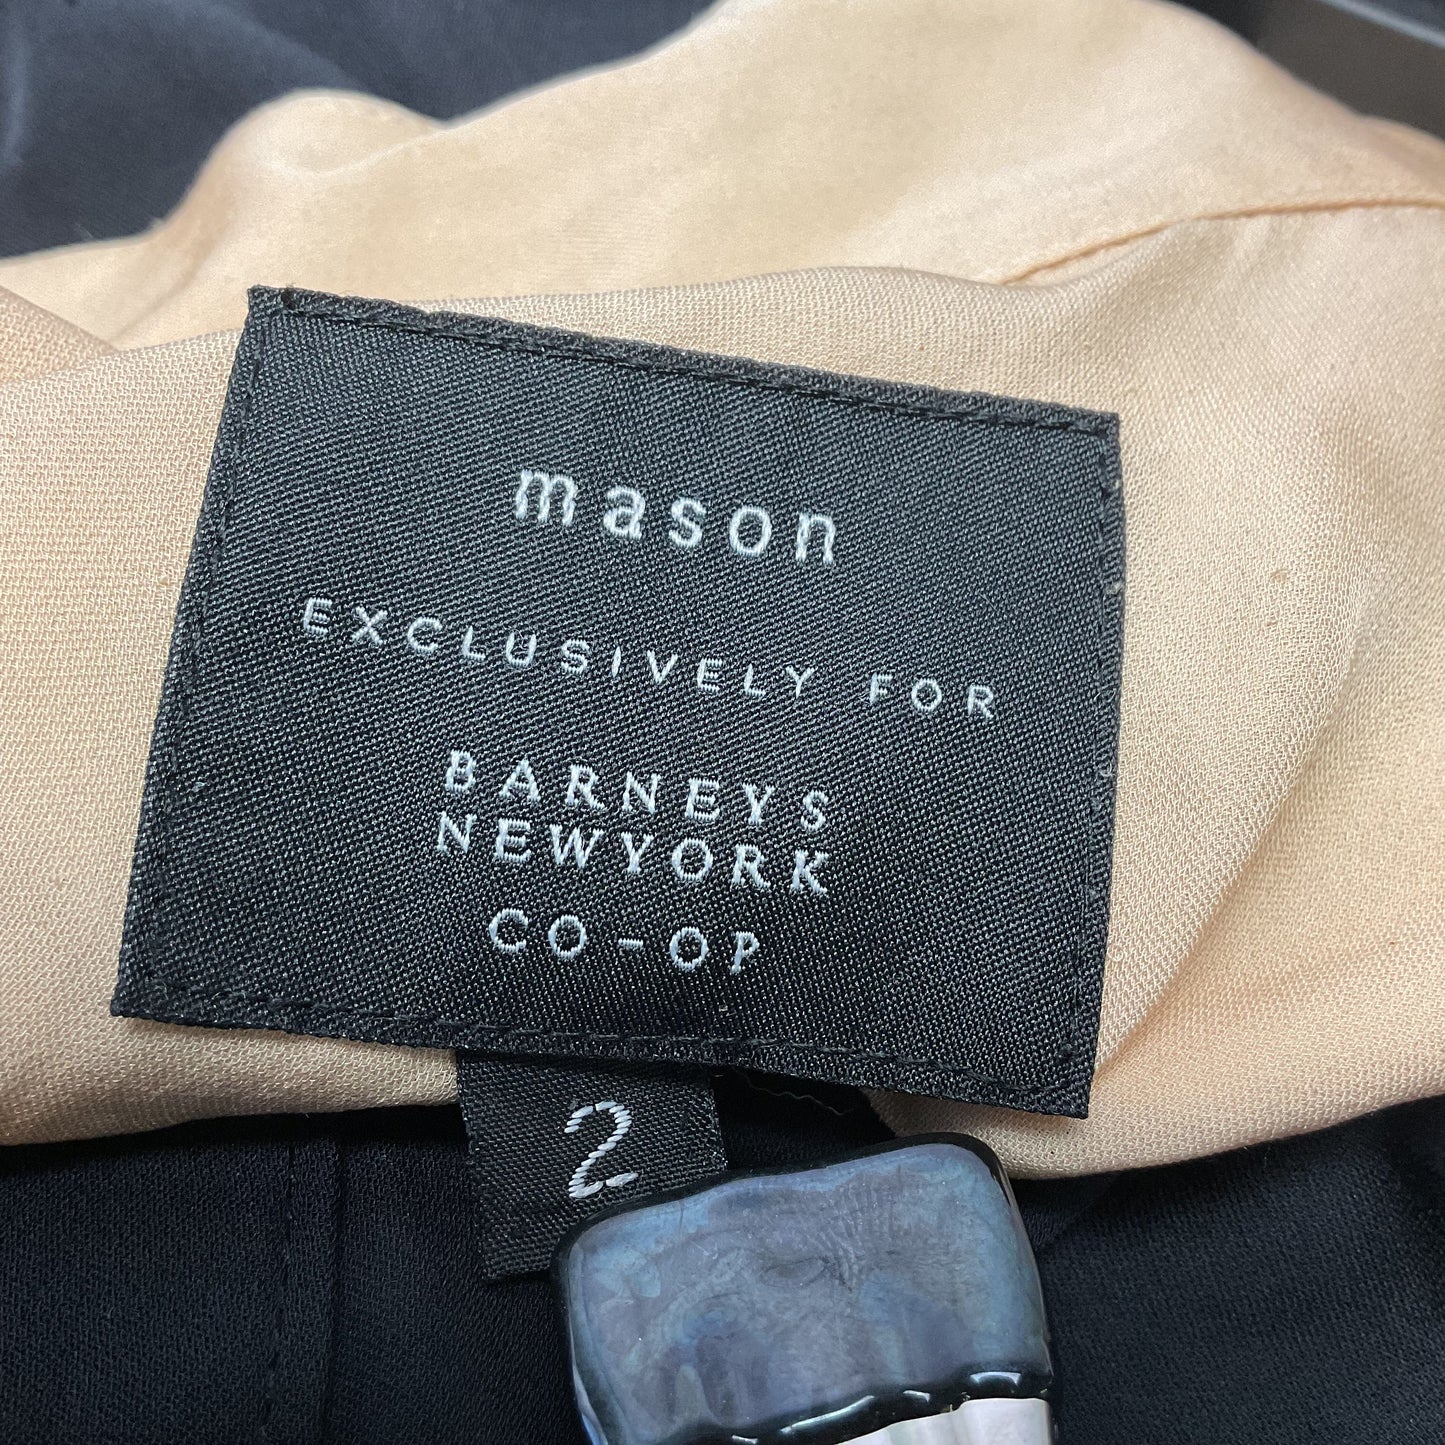 mason
EXCLUSIVELY FOR
BARNEYS
NEWYORK
CO-OP
2